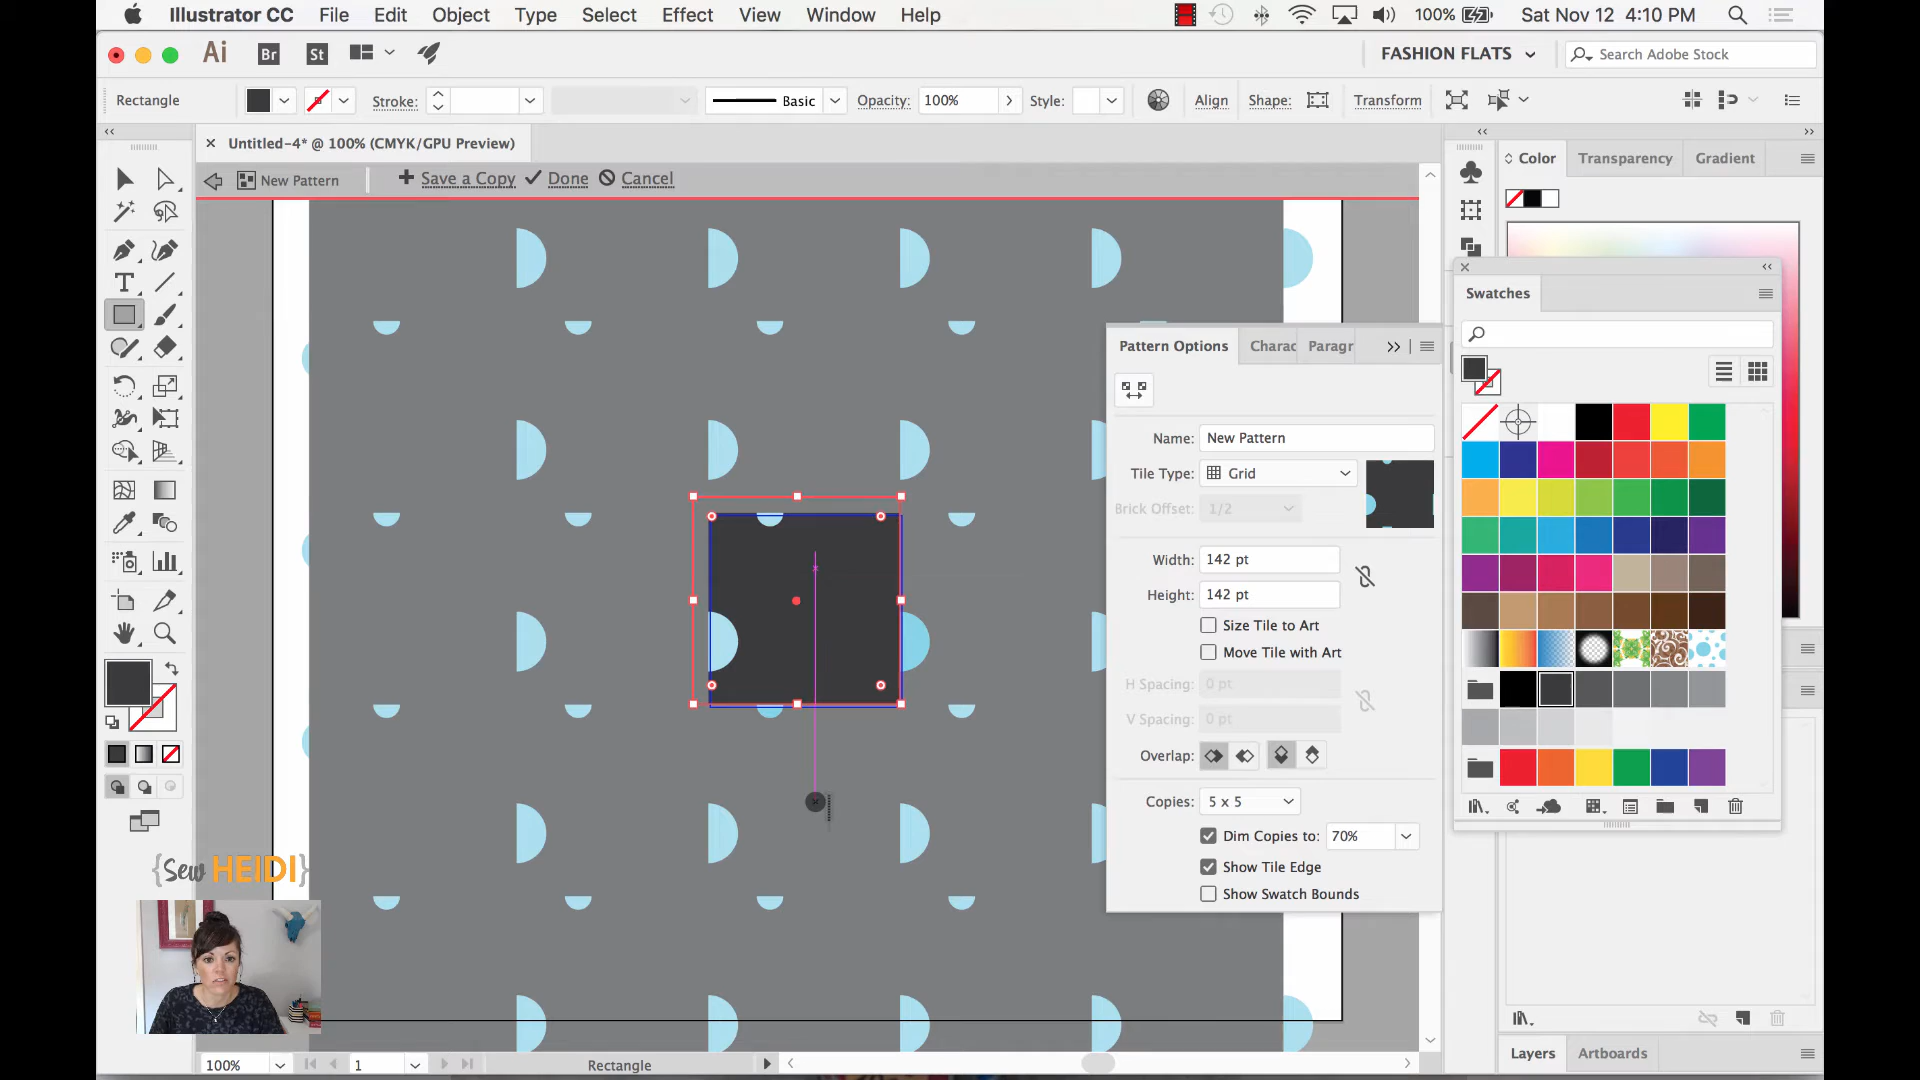 Illustrator CC File Edit Object Type Select Effect View Window Help 100% Sat Nov 12 4:10 PM
Ai Br St FASHION FLATS Search Adobe Stock
Rectangle Stroke: Basic Opacity: 100% Style: Align Shape: Transform
Untitled-4* @ 100% (CMYK/GPU Preview)
New Pattern Save a Copy Done Cancel
Color Transparency Gradient
Swatches
Pattern Options Charac Paragr
Name: New Pattern
Tile Type: Grid
Brick Offset: 1/2
Width: 142 pt
Height: 142 pt
Size Tile to Art
Move Tile with Art
H Spacing: 0 pt
V Spacing: 0 pt
Overlap:
Copies: 5 x 5
Dim Copies to: 70%
Show Tile Edge
Show Swatch Bounds
{Sew HEIDI}
Layers Artboards
100% 1 Rectangle